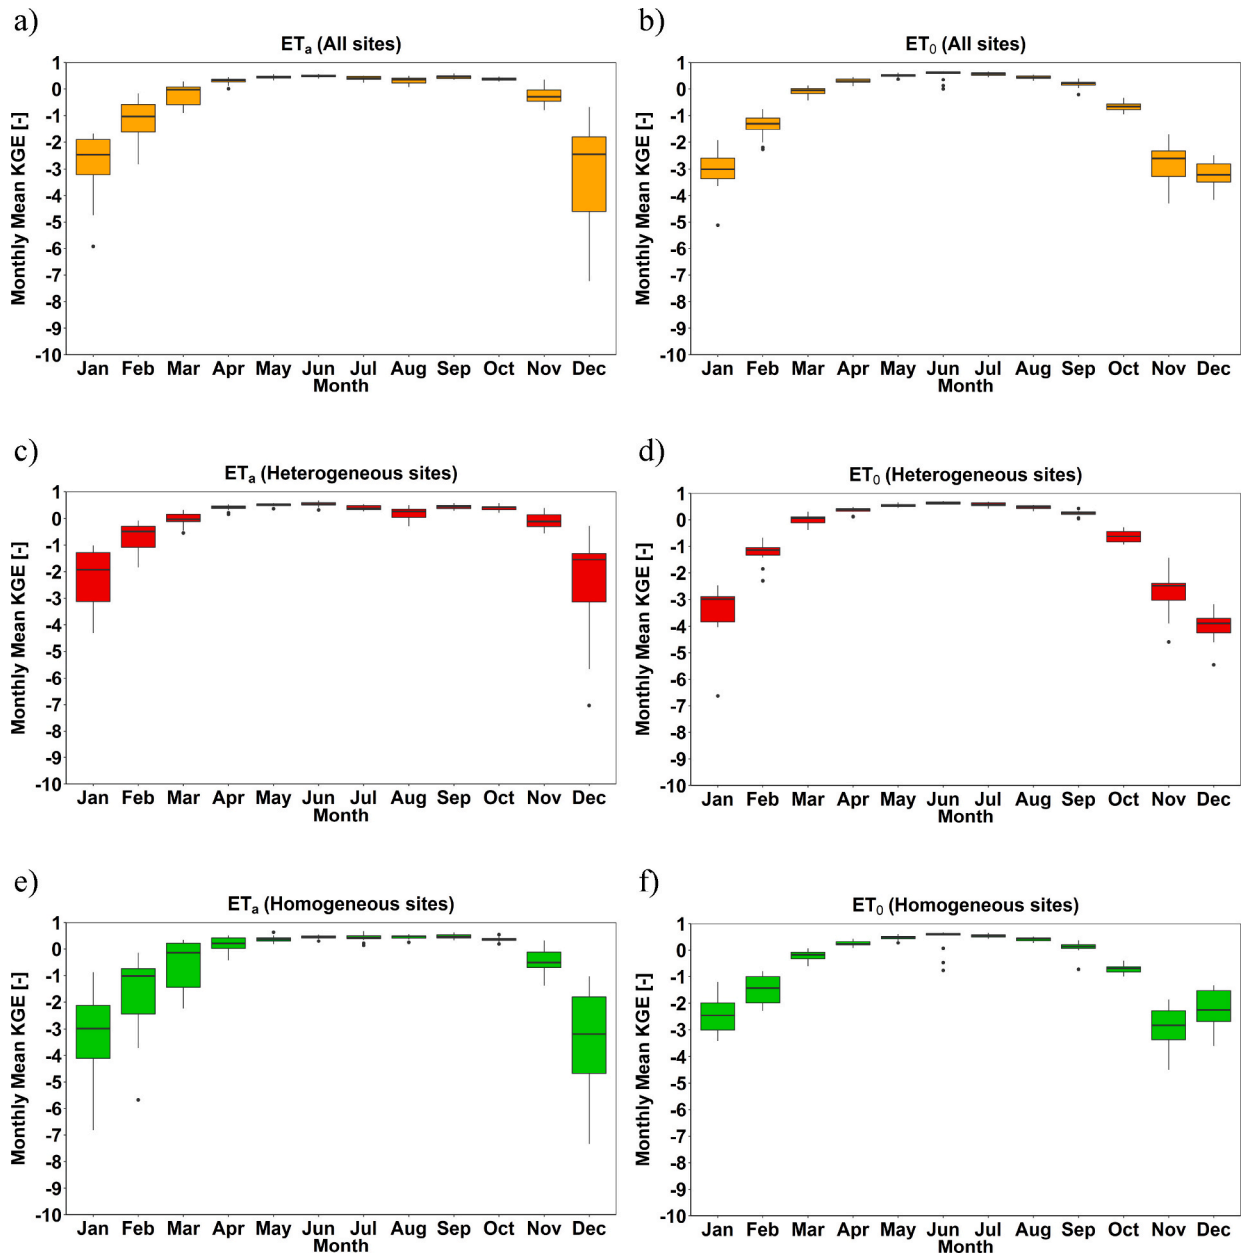 a)
ETₐ (All sites)
Monthly Mean KGE [-]
1
0
-1
-2
-3
-4
-5
-6
-7
-8
-9
-10
Jan Feb Mar Apr May Jun Jul Aug Sep Oct Nov Dec
Month
b)
ET₀ (All sites)
Monthly Mean KGE [-]
1
0
-1
-2
-3
-4
-5
-6
-7
-8
-9
-10
Jan Feb Mar Apr May Jun Jul Aug Sep Oct Nov Dec
Month
c)
ETₐ (Heterogeneous sites)
Monthly Mean KGE [-]
1
0
-1
-2
-3
-4
-5
-6
-7
-8
-9
-10
Jan Feb Mar Apr May Jun Jul Aug Sep Oct Nov Dec
Month
d)
ET₀ (Heterogeneous sites)
Monthly Mean KGE [-]
1
0
-1
-2
-3
-4
-5
-6
-7
-8
-9
-10
Jan Feb Mar Apr May Jun Jul Aug Sep Oct Nov Dec
Month
e)
ETₐ (Homogeneous sites)
Monthly Mean KGE [-]
1
0
-1
-2
-3
-4
-5
-6
-7
-8
-9
-10
Jan Feb Mar Apr May Jun Jul Aug Sep Oct Nov Dec
Month
f)
ET₀ (Homogeneous sites)
Monthly Mean KGE [-]
1
0
-1
-2
-3
-4
-5
-6
-7
-8
-9
-10
Jan Feb Mar Apr May Jun Jul Aug Sep Oct Nov Dec
Month